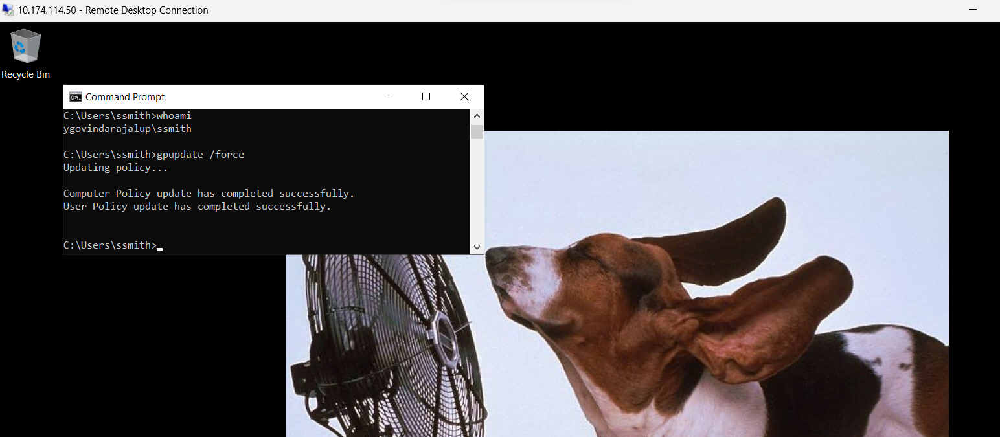 10.174.114.50 - Remote Desktop Connection
Recycle Bin
Command Prompt
C:\Users\ssmith>whoami
ygovindarajalup\ssmith
C:\Users\ssmith>gpupdate /force
Updating policy...
Computer Policy update has completed successfully.
User Policy update has completed successfully.
C:\Users\ssmith>